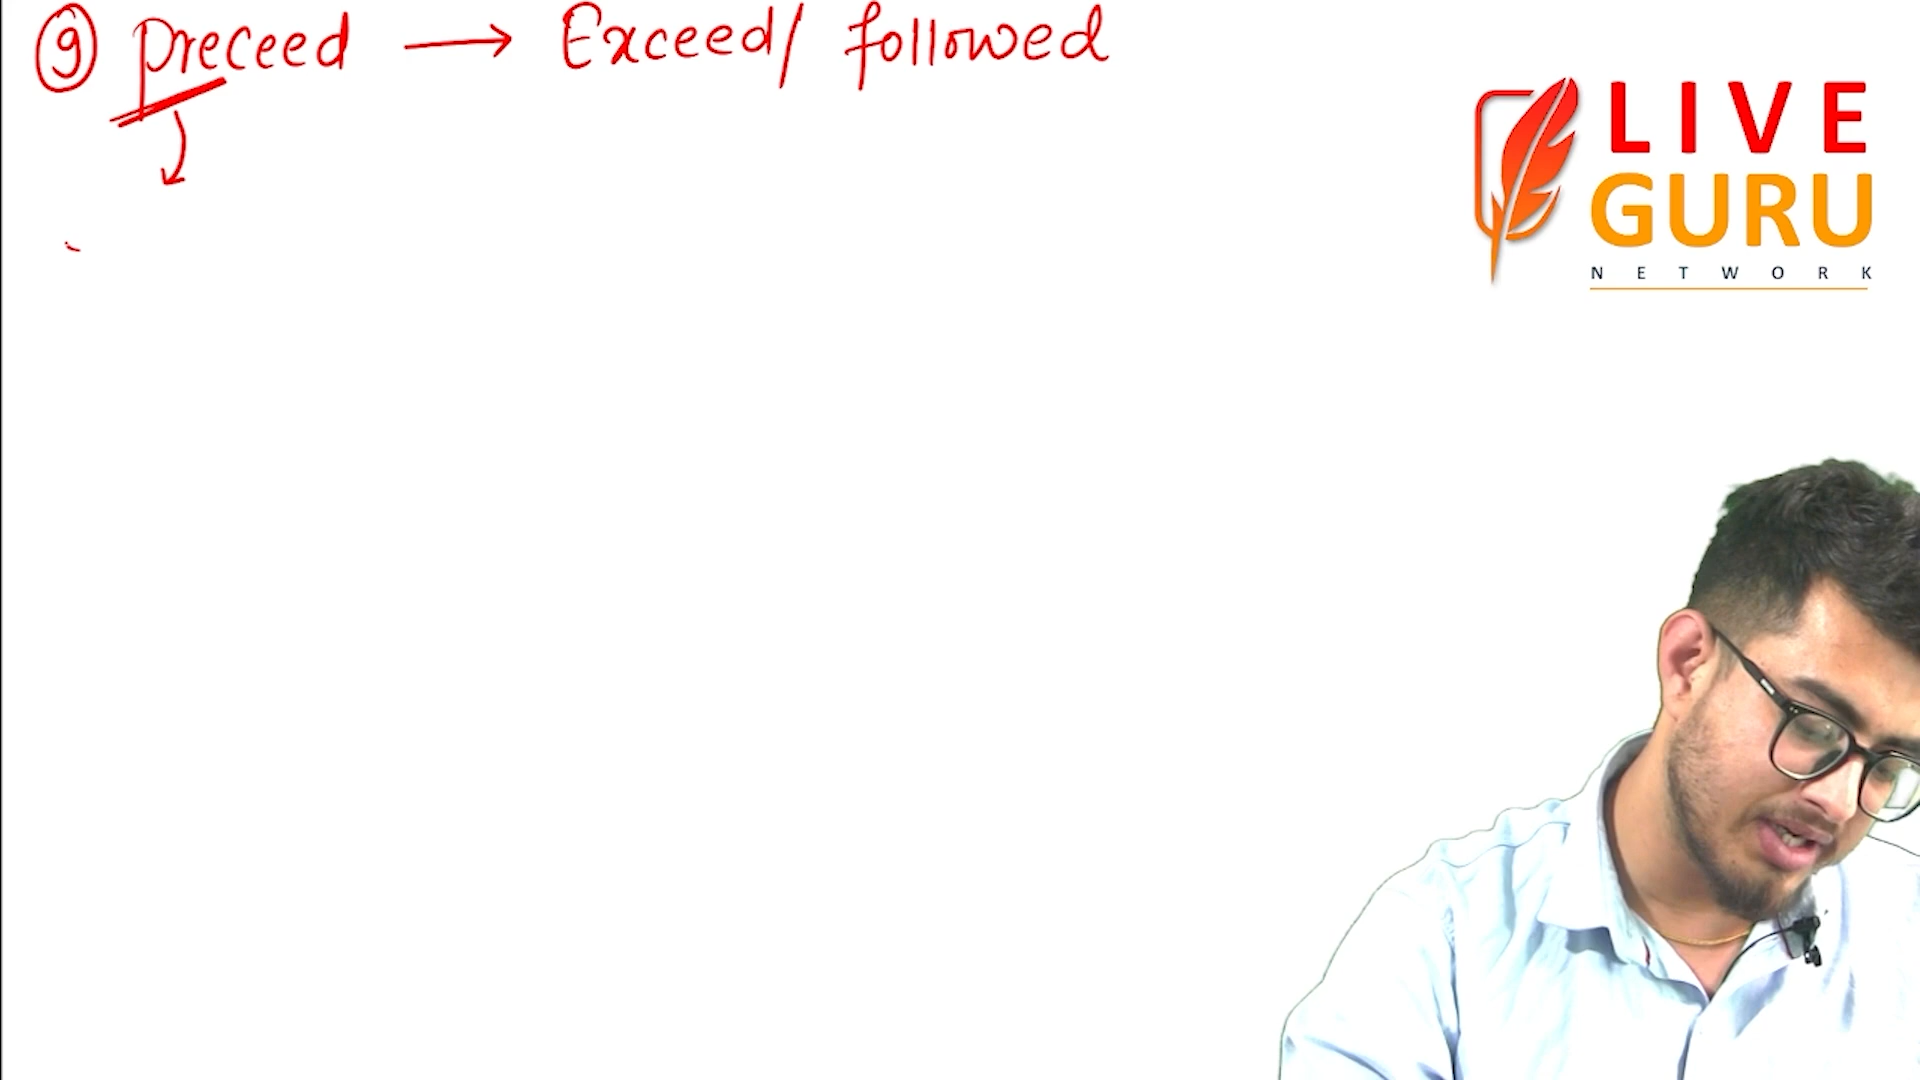 ⑨ preceed → Exceed / followed
LIVE
GURU
NETWORK